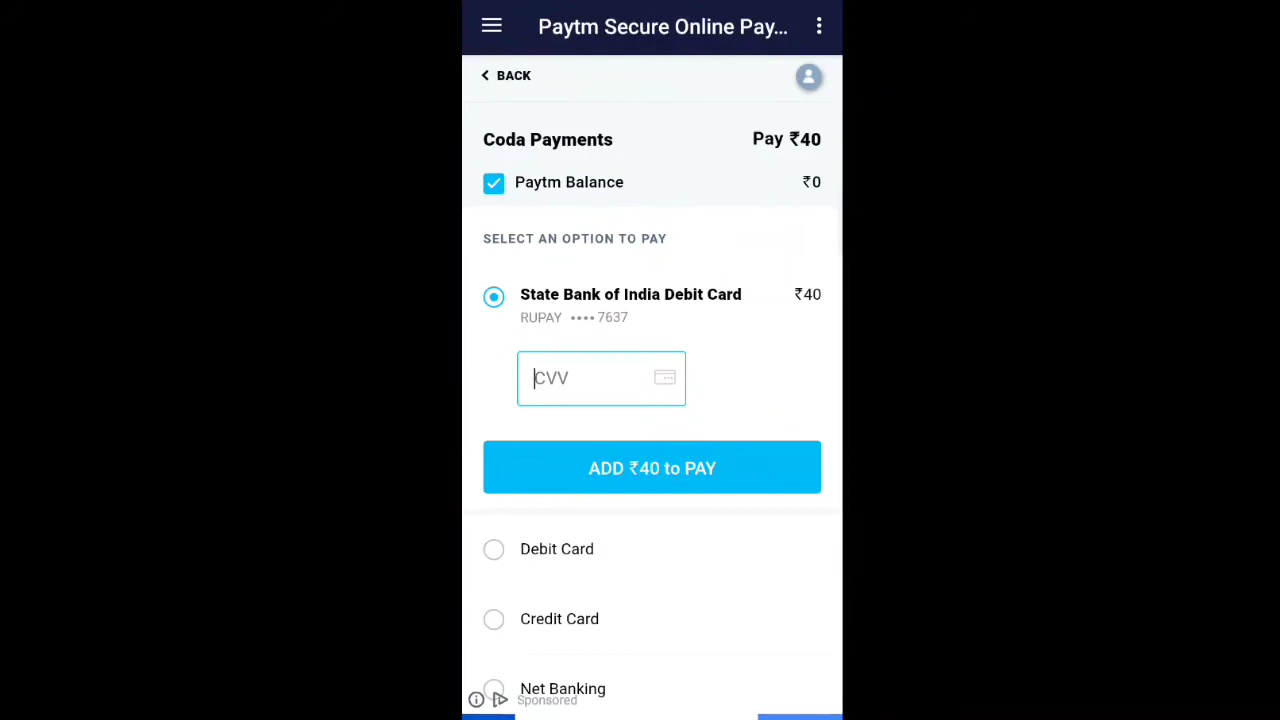 Paytm Secure Online Pay...
BACK
Coda Payments Pay ₹40
Paytm Balance ₹0
SELECT AN OPTION TO PAY
State Bank of India Debit Card ₹40
RUPAY •••• 7637
CVV
ADD ₹40 to PAY
Debit Card
Credit Card
Net Banking
Sponsored